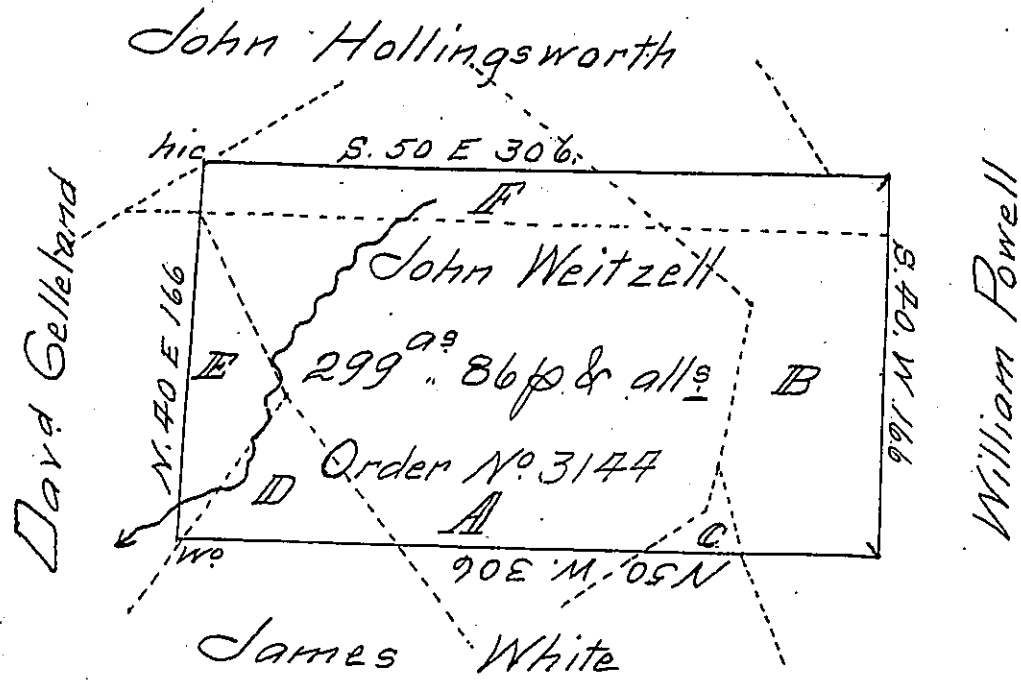 John Hollingsworth
hic
S. 50 E 306.
F
David Gelleland
N. 40 E 166
John Weitzell
299 as 86 p. & alls
E
B
S. 40. W. 166
William Powell
Order No. 3144
D
A
C
Wo
N 50 W. 306
James White